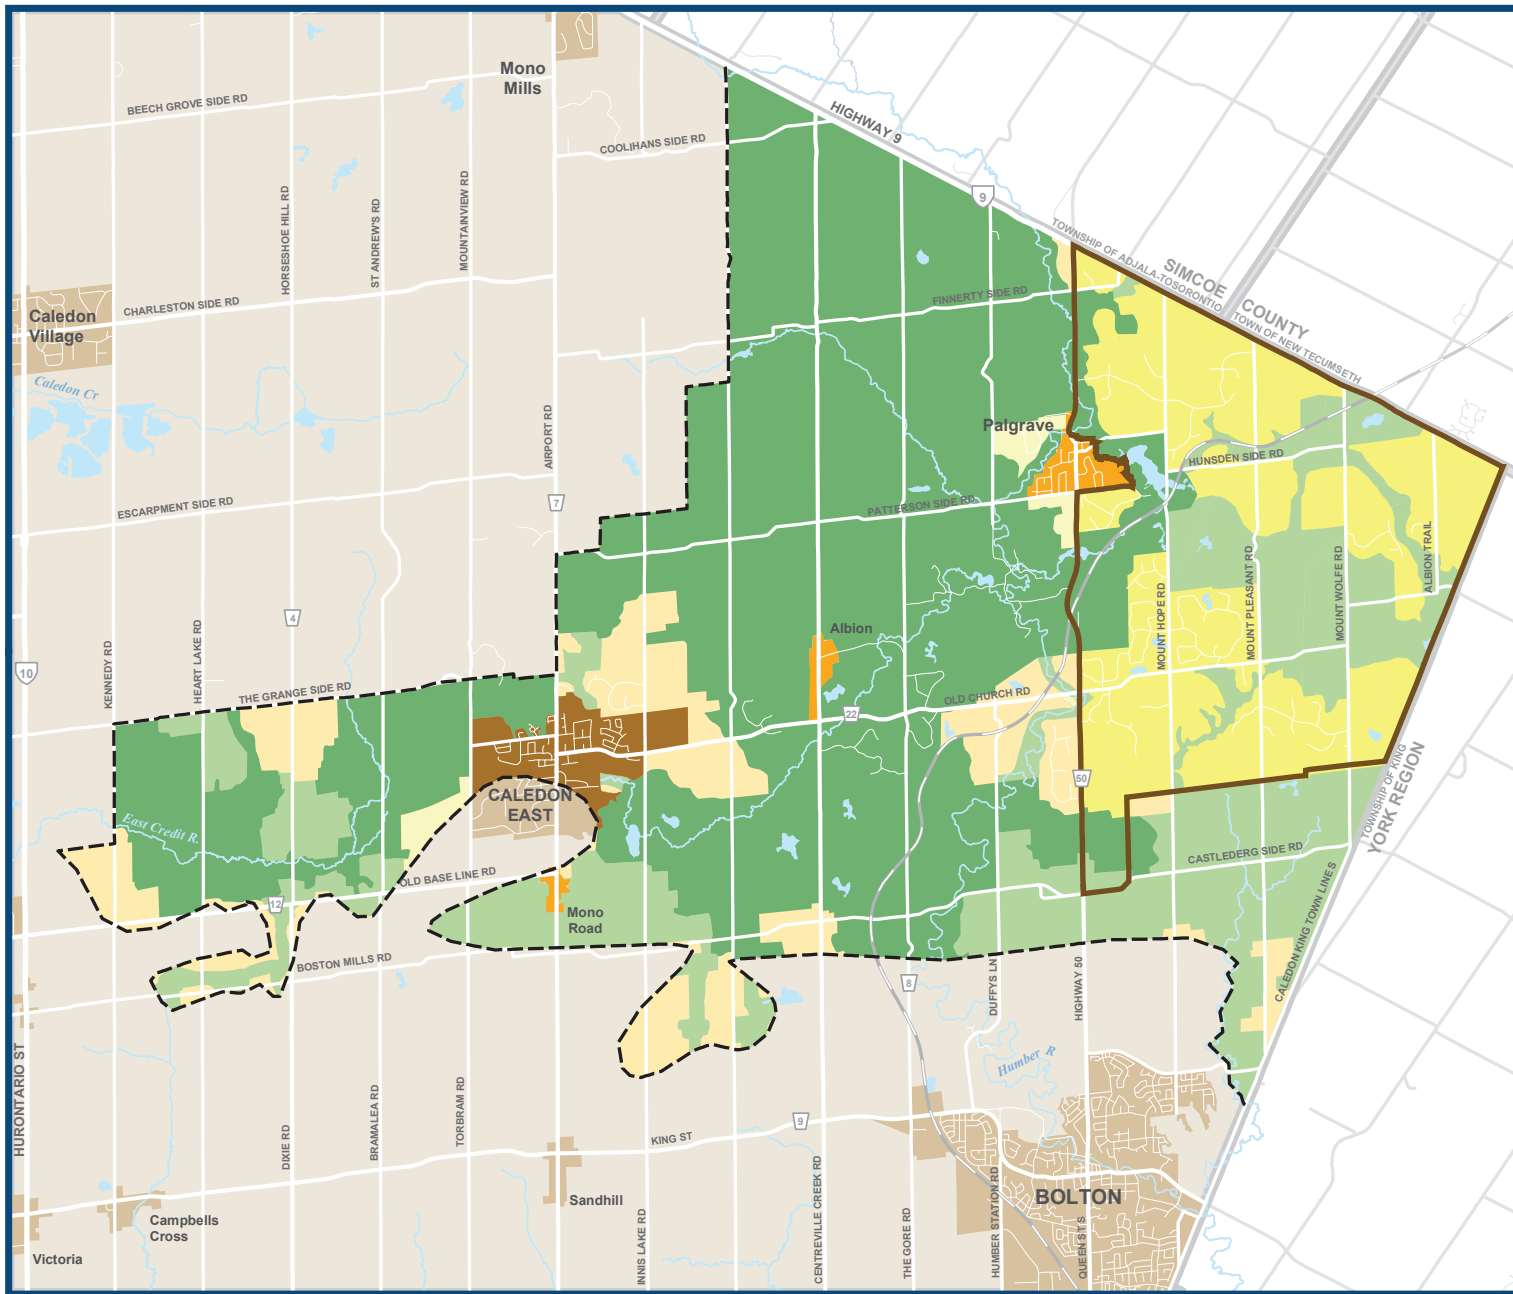 Mono
Mills
BEECH GROVE SIDE RD
HIGHWAY 9
COOLIHANS SIDE RD
9
HORSESHOE HILL RD
ST ANDREW'S RD
MOUNTAINVIEW RD
TOWNSHIP OF ADJALA-TOSORONTIO
SIMCOE COUNTY
TOWN OF NEW TECUMSETH
CHARLESTON SIDE RD
FINNERTY SIDE RD
Caledon
Village
Caledon Cr
AIRPORT RD
Palgrave
HUNSDEN SIDE RD
ESCARPMENT SIDE RD
7
PATTERSON SIDE RD
ALBION TRAIL
MOUNT HOPE RD
MOUNT PLEASANT RD
MOUNT WOLFE RD
4
10
KENNEDY RD
HEART LAKE RD
Albion
THE GRANGE SIDE RD
OLD CHURCH RD
22
50
CALEDON
EAST
TOWNSHIP OF KING
YORK REGION
East Credit R.
CASTLEDERG SIDE RD
OLD BASE LINE RD
12
Mono
Road
BOSTON MILLS RD
CALEDON KING TOWN LINE S
8
DUFFYS LN
HIGHWAY 50
Humber R
HURONTARIO ST
DIXIE RD
BRAMALEA RD
TORBRAM RD
KING ST
9
Sandhill
INNIS LAKE RD
CENTREVILLE CREEK RD
THE GORE RD
HUMBER STATION RD
QUEEN ST S
BOLTON
Campbells
Cross
Victoria